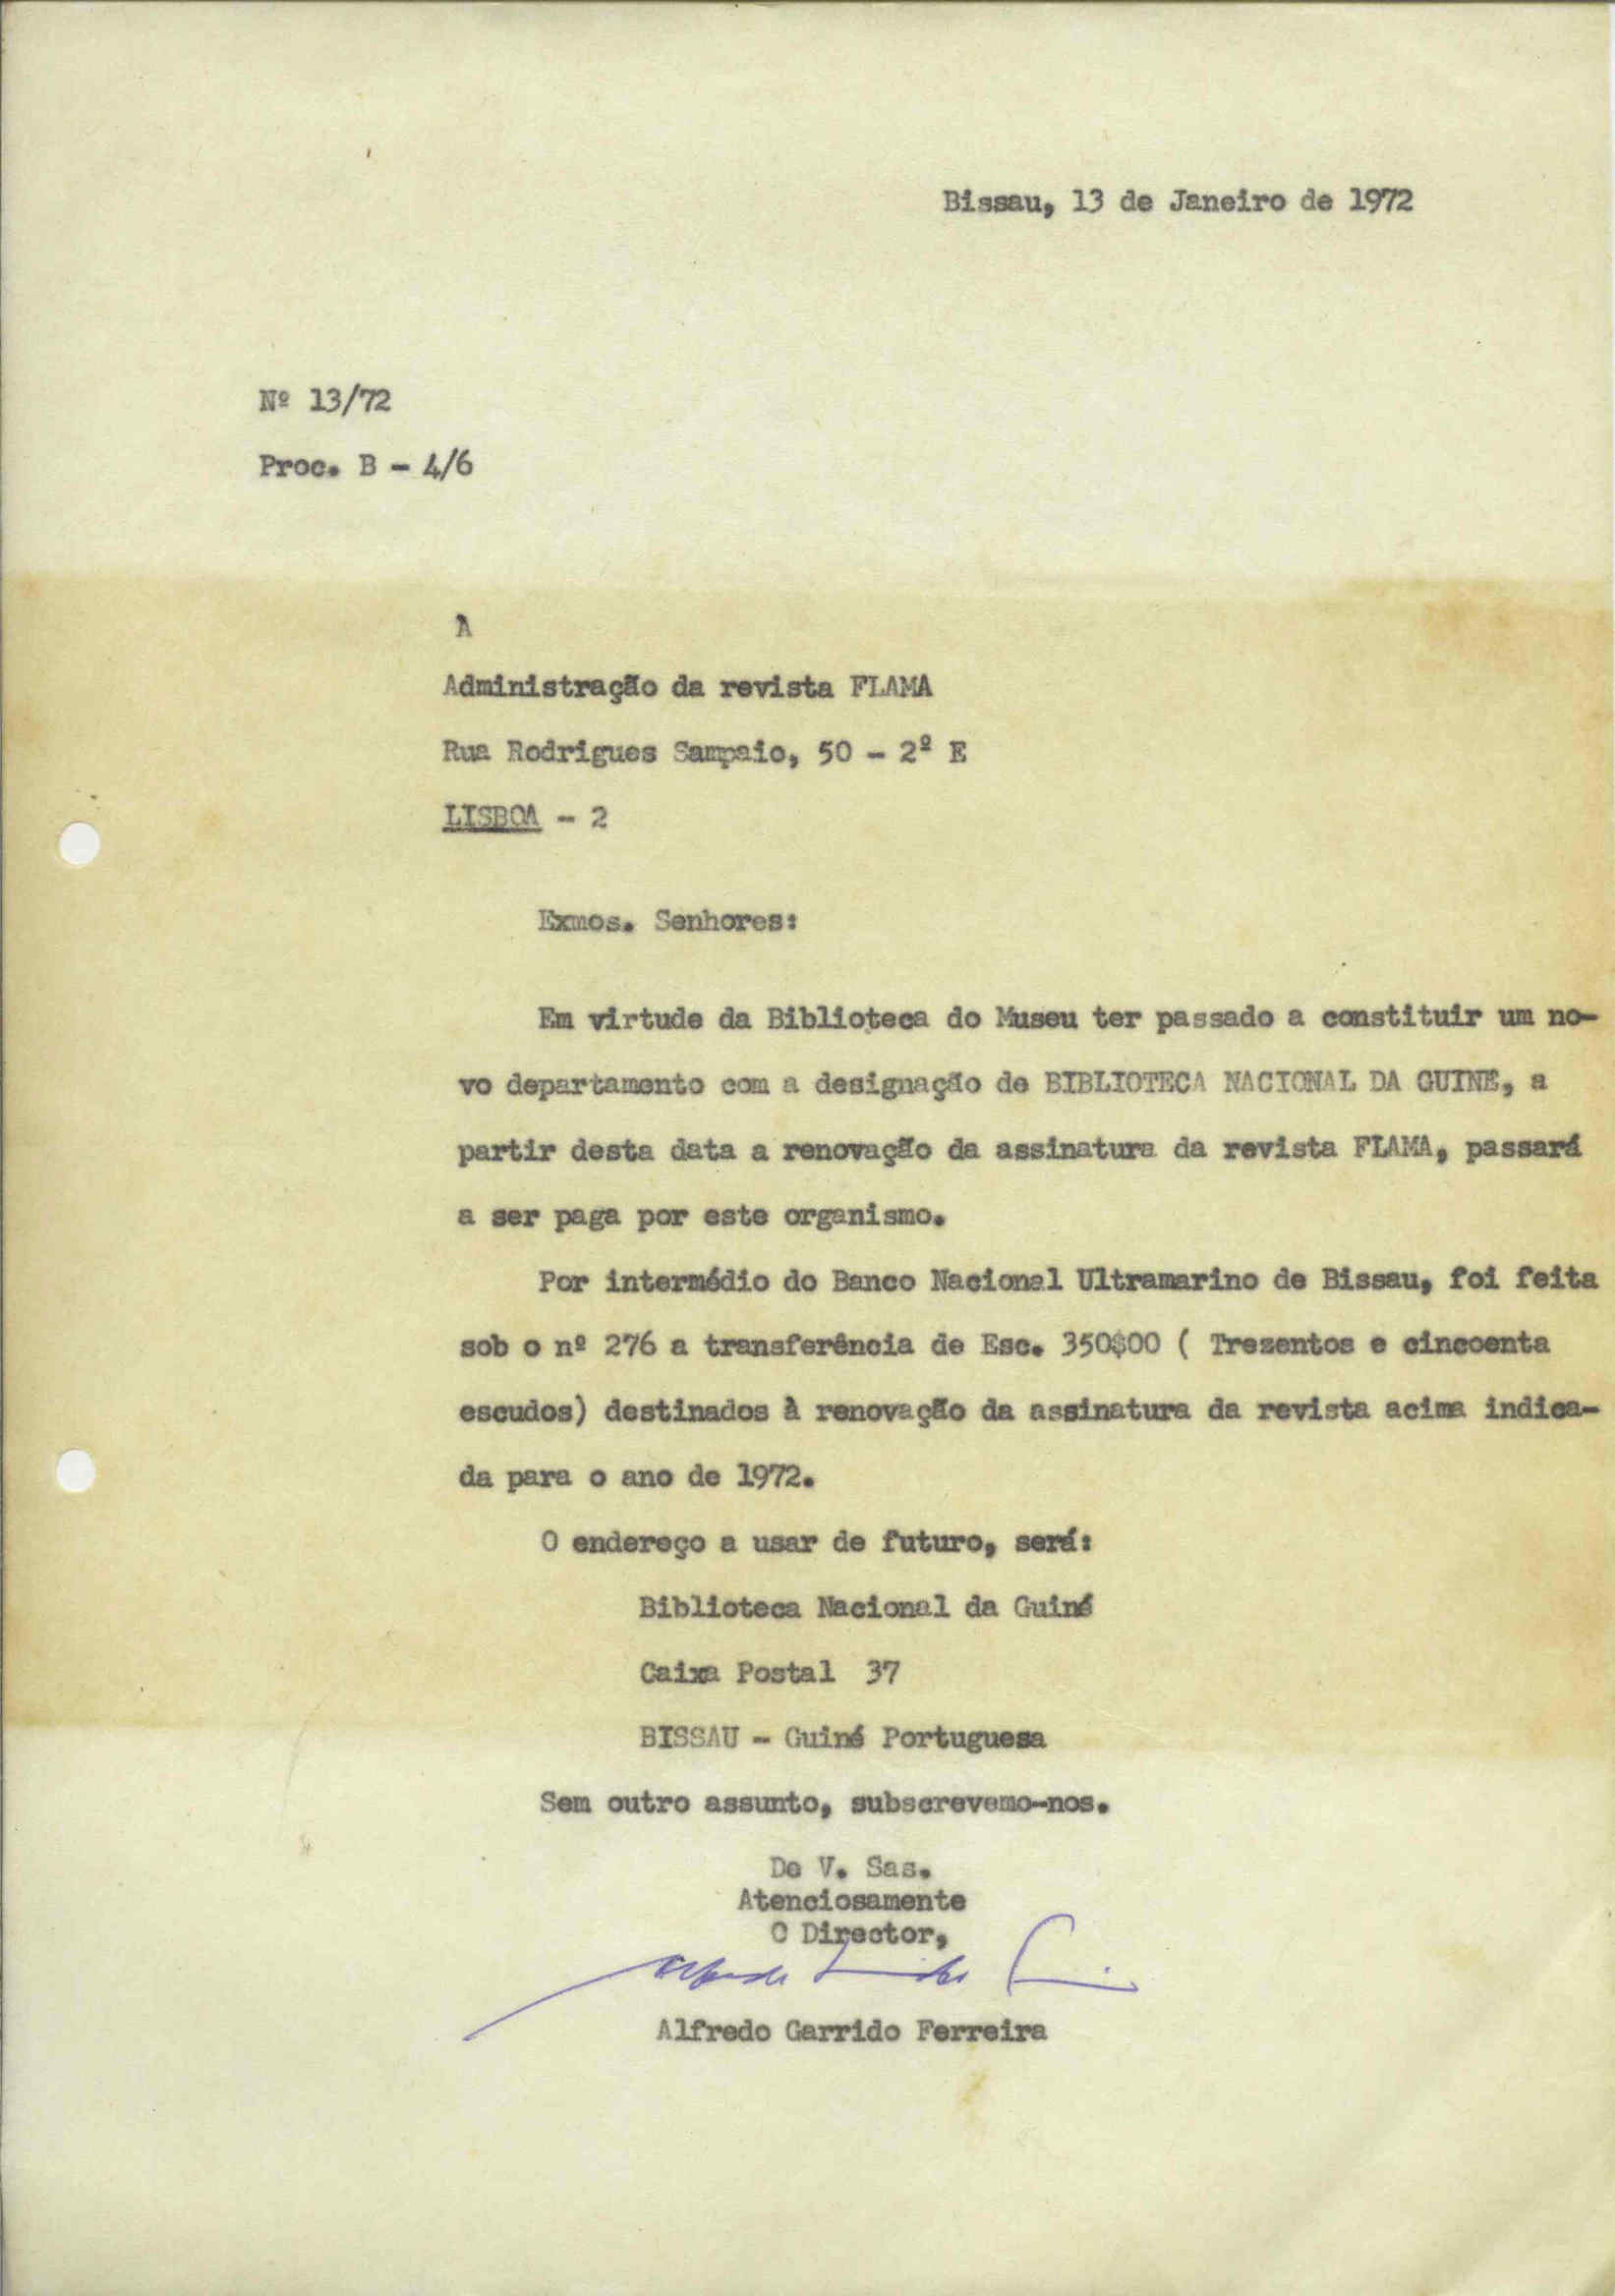 Bissau, 13 de Janeiro de 1972
Nº 13/72
Proc. B - 4/6
A
Administração da revista FLAMA
Rua Rodrigues Sampaio, 50 - 2º E
LISBOA - 2
Exmos. Senhores:
Em virtude da Biblioteca do Museu ter passado a constituir um no-
vo departamento com a designação de BIBLIOTECA NACIONAL DA GUINE, a
partir desta data a renovação da assinatura da revista FLAMA, passará
a ser paga por este organismo.
Por intermédio do Banco Nacional Ultramarino de Bissau, foi feita
sob o nº 276 a transferência de Esc. 350$00 ( Trezentos e cincoenta
escudos) destinados à renovação da assinatura da revista acima indica-
da para o ano de 1972.
O endereço a usar de futuro, será:
Biblioteca Nacional da Guiné
Caixa Postal 37
BISSAU - Guiné Portuguesa
Sem outro assunto, subscrevemo-nos.
De V. Sas.
Atenciosamente
O Director,
Alfredo Garrido Ferreira